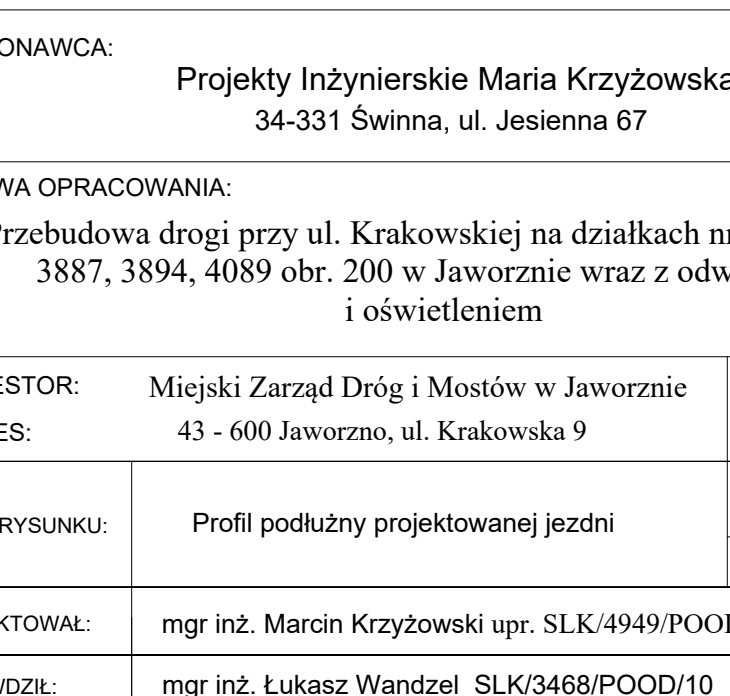 ONAWCA:
Projekty Inżynierskie Maria Krzyżowska
34-331 Świnna, ul. Jesienna 67
WA OPRACOWANIA:
Przebudowa drogi przy ul. Krakowskiej na działkach nr
3887, 3894, 4089 obr. 200 w Jaworznie wraz z odw
i oświetleniem
ESTOR: Miejski Zarząd Dróg i Mostów w Jaworznie
ES: 43 - 600 Jaworzno, ul. Krakowska 9
RYSUNKU: Profil podłużny projektowanej jezdni
KTOWAŁ: mgr inż. Marcin Krzyżowski upr. SLK/4949/POOD
WDZIŁ: mgr inż. Łukasz Wandzel SLK/3468/POOD/10